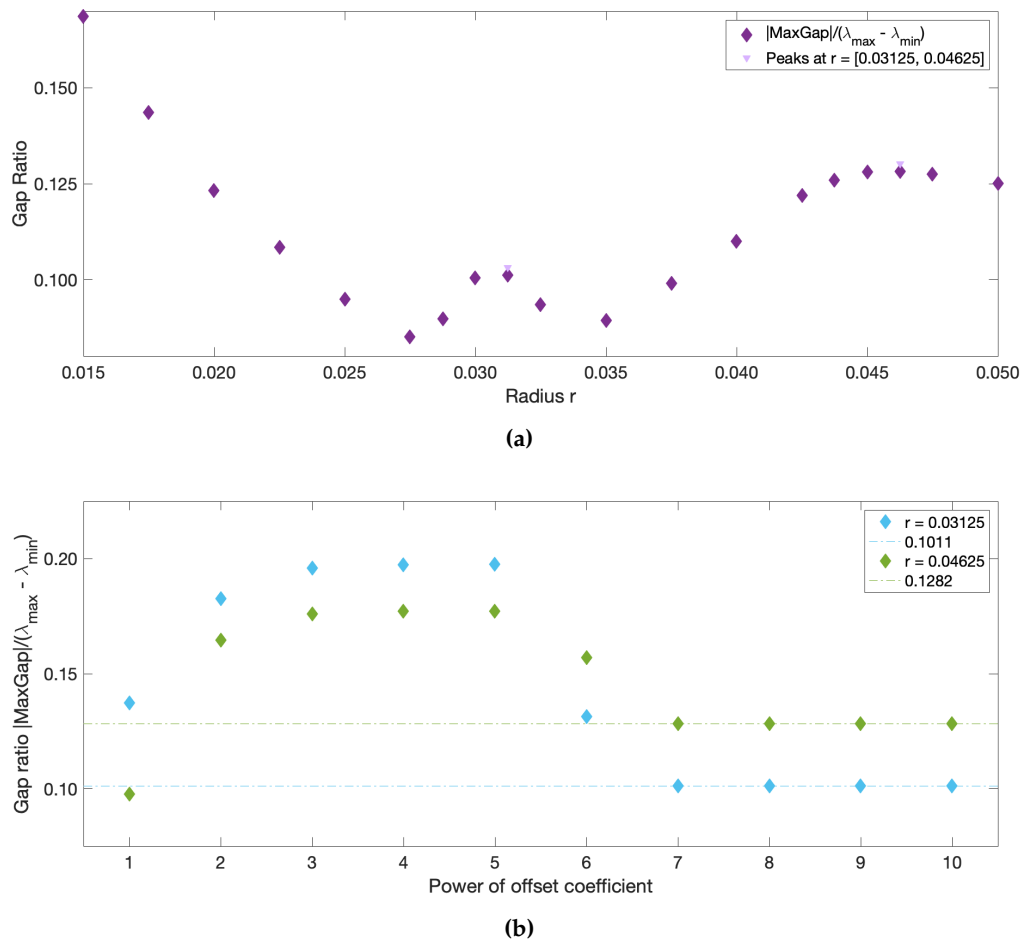 |MaxGap|/(λmax - λmin)
Peaks at r = [0.03125, 0.04625]
Gap Ratio
0.150
0.125
0.100
0.015 0.020 0.025 0.030 0.035 0.040 0.045 0.050
Radius r
(a)
r = 0.03125
0.1011
r = 0.04625
0.1282
Gap ratio |MaxGap|/(λmax - λmin)
0.20
0.15
0.10
1 2 3 4 5 6 7 8 9 10
Power of offset coefficient
(b)